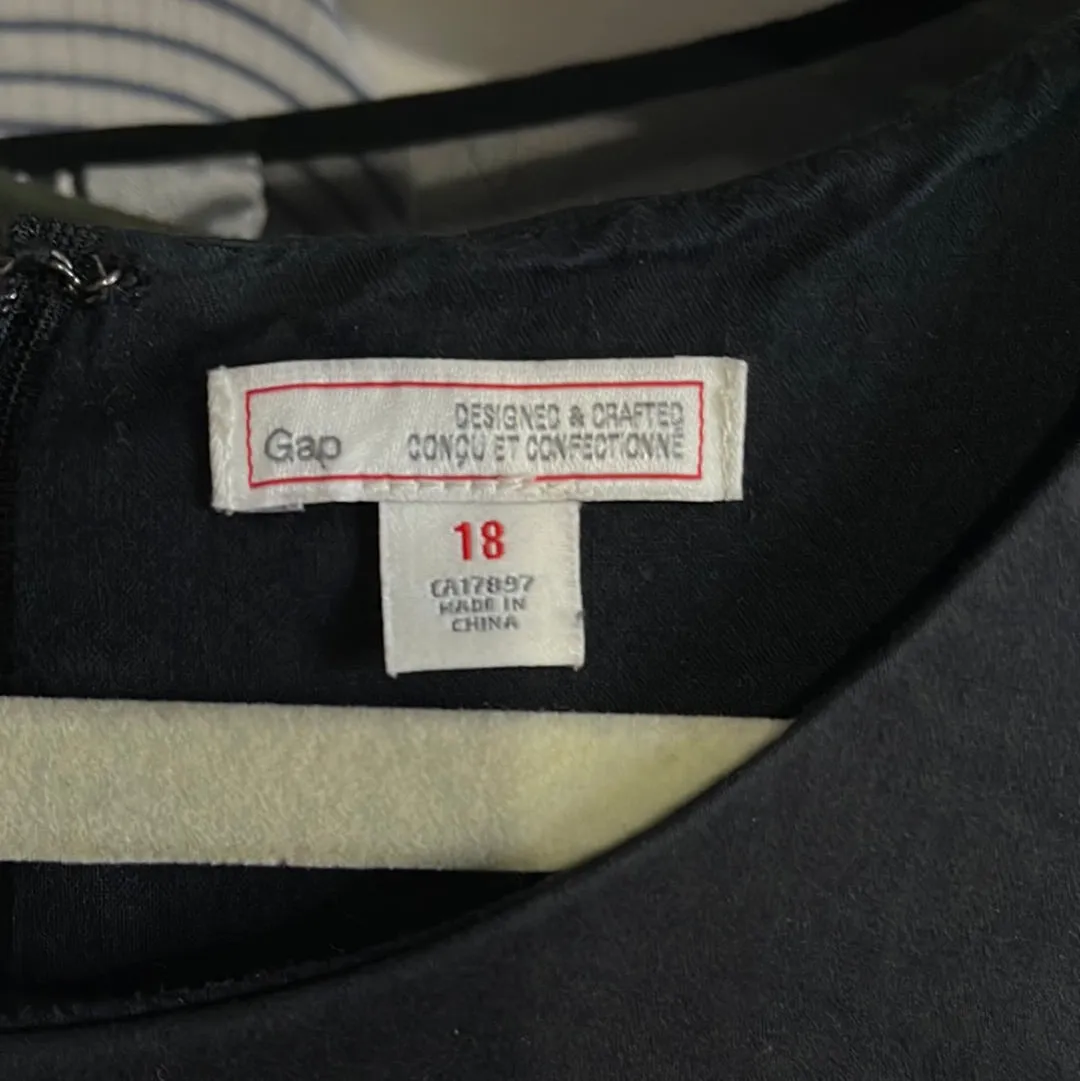 Gap
DESIGNED & CRAFTED
CONÇU ET CONFECTIONNÉ
18
CA17897
MADE IN
CHINA